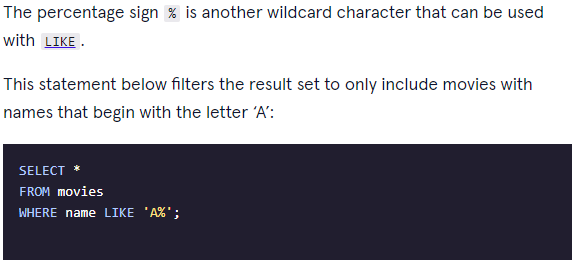 The percentage sign % is another wildcard character that can be used
with LIKE.
This statement below filters the result set to only include movies with
names that begin with the letter ‘A’:
SELECT *
FROM movies
WHERE name LIKE 'A%';